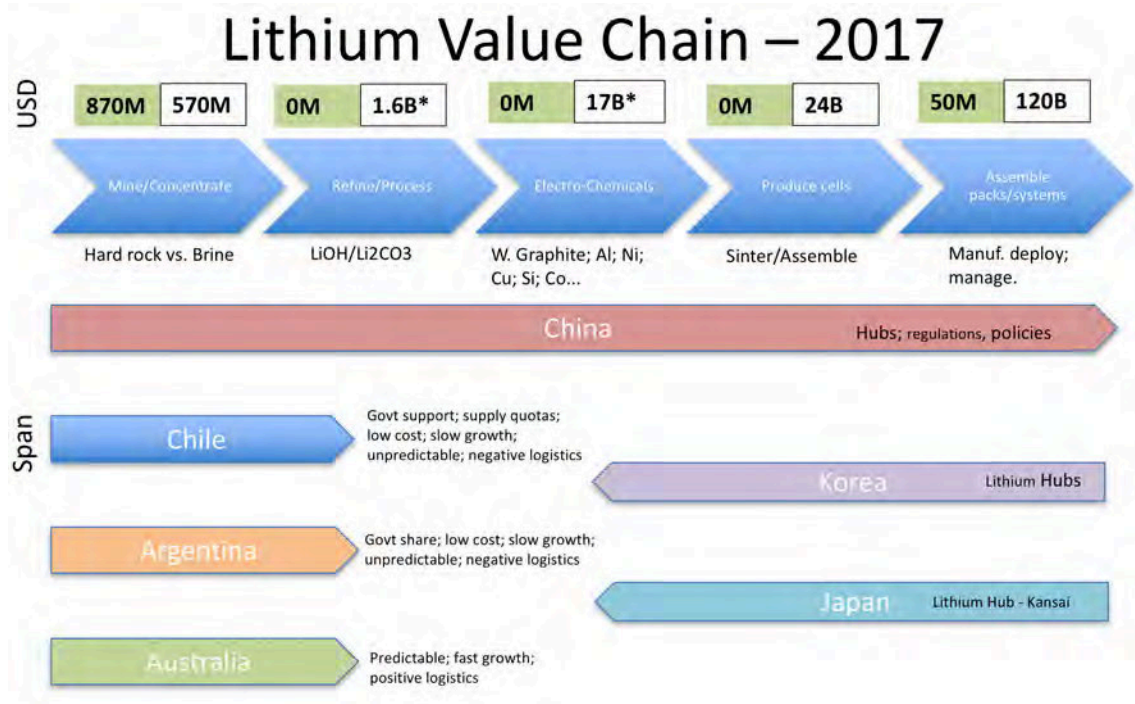 Lithium Value Chain – 2017
USD
870M 570M 0M 1.6B* 0M 17B* 0M 24B 50M 120B
Mine/Concentrate
Refine/Process
Electro-Chemicals
Produce cells
Assemble
packs/systems
Hard rock vs. Brine
LiOH/Li2CO3
W. Graphite; Al; Ni;
Cu; Si; Co...
Sinter/Assemble
Manuf. deploy;
manage.
China
Hubs; regulations, policies
Span
Chile
Govt support; supply quotas;
low cost; slow growth;
unpredictable; negative logistics
Korea
Lithium Hubs
Argentina
Govt share; low cost; slow growth;
unpredictable; negative logistics
Japan
Lithium Hub - Kansai
Australia
Predictable; fast growth;
positive logistics